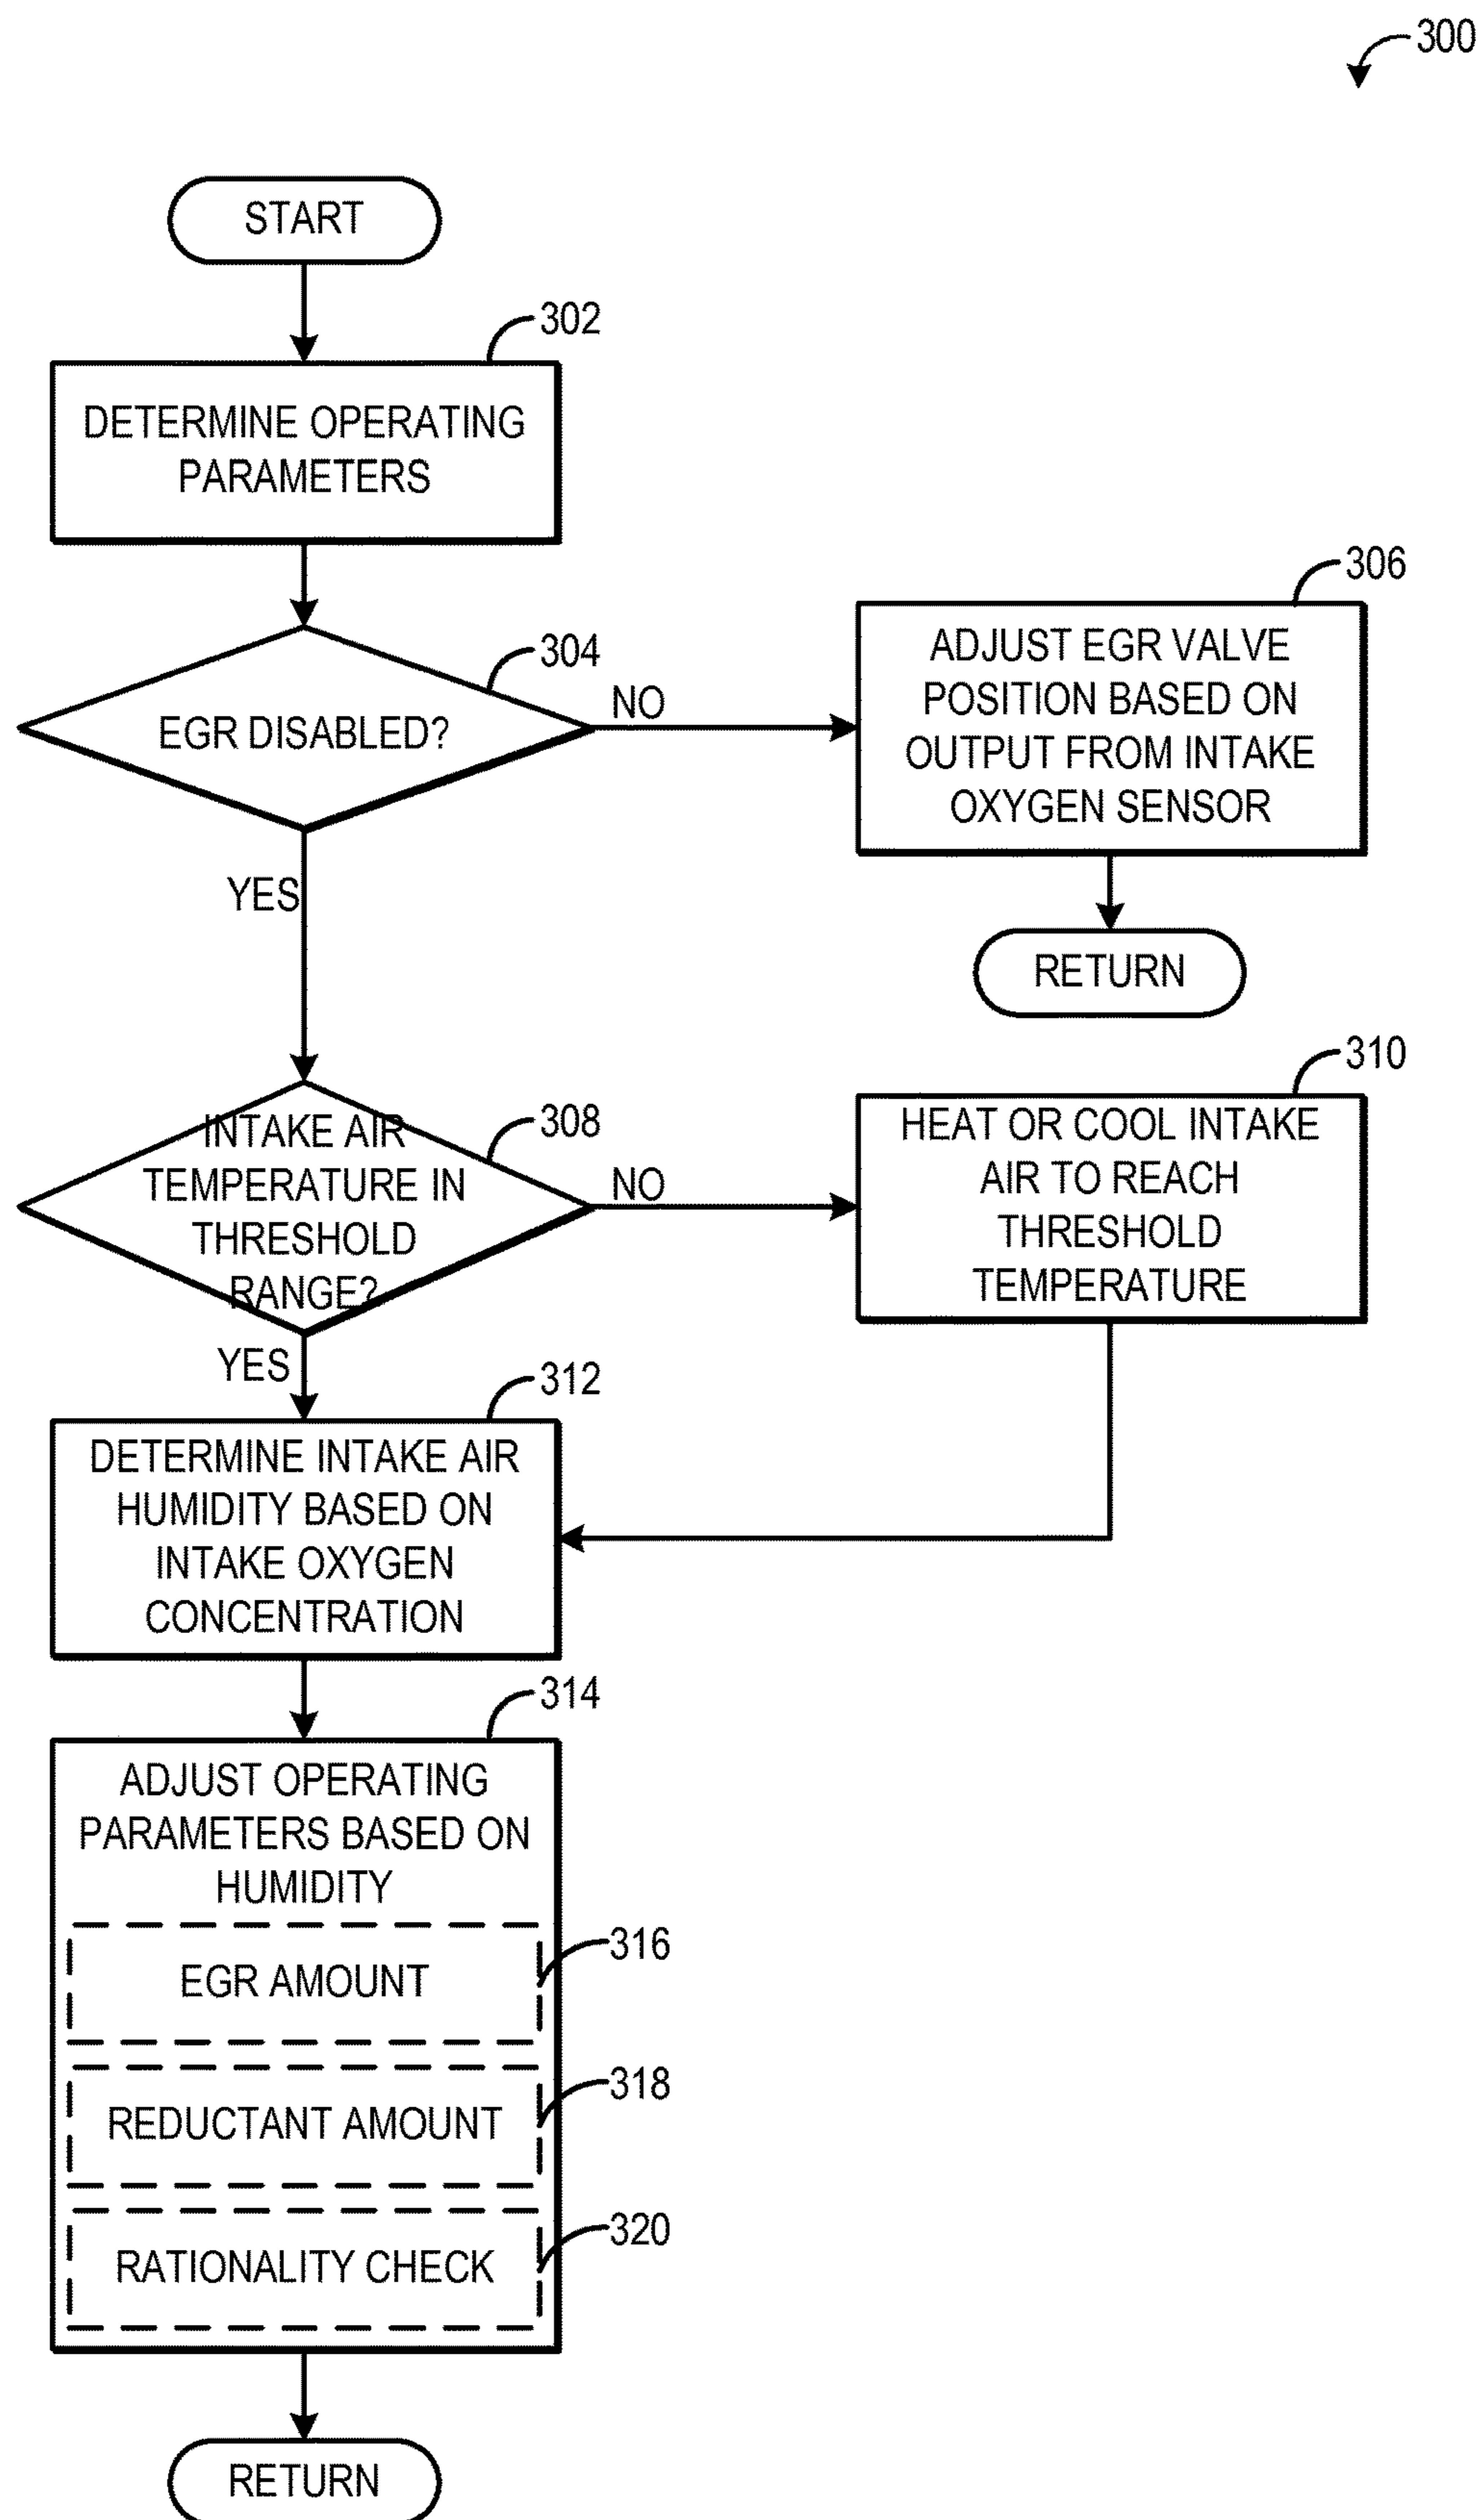 300
START
302
DETERMINE OPERATING
PARAMETERS
304
EGR DISABLED?
NO
306
ADJUST EGR VALVE
POSITION BASED ON
OUTPUT FROM INTAKE
OXYGEN SENSOR
RETURN
YES
308
INTAKE AIR
TEMPERATURE IN
THRESHOLD
RANGE?
NO
310
HEAT OR COOL INTAKE
AIR TO REACH
THRESHOLD
TEMPERATURE
YES
312
DETERMINE INTAKE AIR
HUMIDITY BASED ON
INTAKE OXYGEN
CONCENTRATION
314
ADJUST OPERATING
PARAMETERS BASED ON
HUMIDITY
316
EGR AMOUNT
318
REDUCTANT AMOUNT
320
RATIONALITY CHECK
RETURN